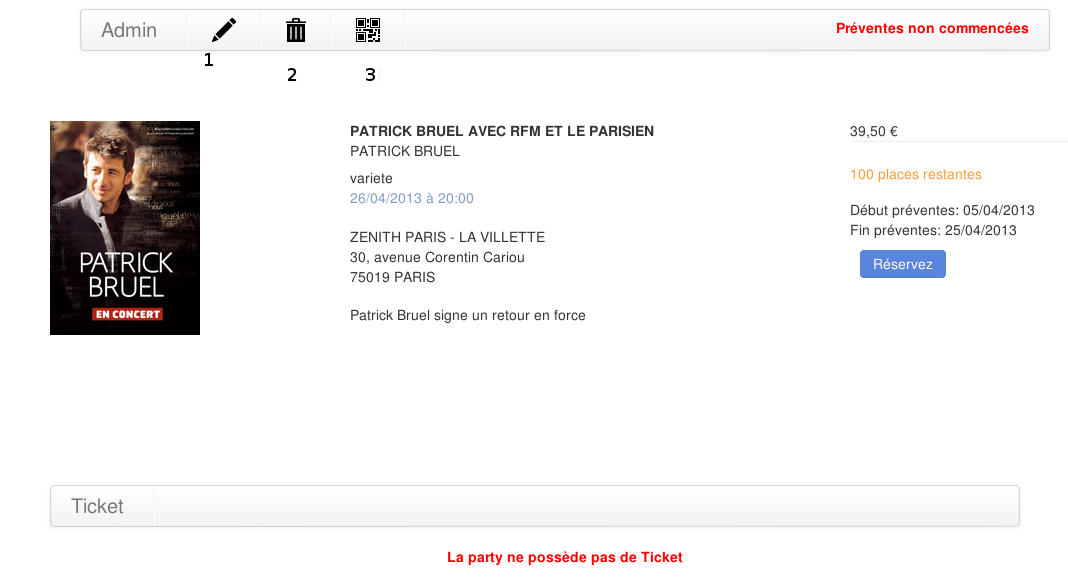 Admin
Préventes non commencées
1
2
3
PATRICK
BRUEL
EN CONCERT
PATRICK BRUEL AVEC RFM ET LE PARISIEN
PATRICK BRUEL
variete
26/04/2013 à 20:00
ZENITH PARIS - LA VILLETTE
30, avenue Corentin Cariou
75019 PARIS
Patrick Bruel signe un retour en force
39,50 €
100 places restantes
Début préventes: 05/04/2013
Fin préventes: 25/04/2013
Réservez
Ticket
La party ne possède pas de Ticket